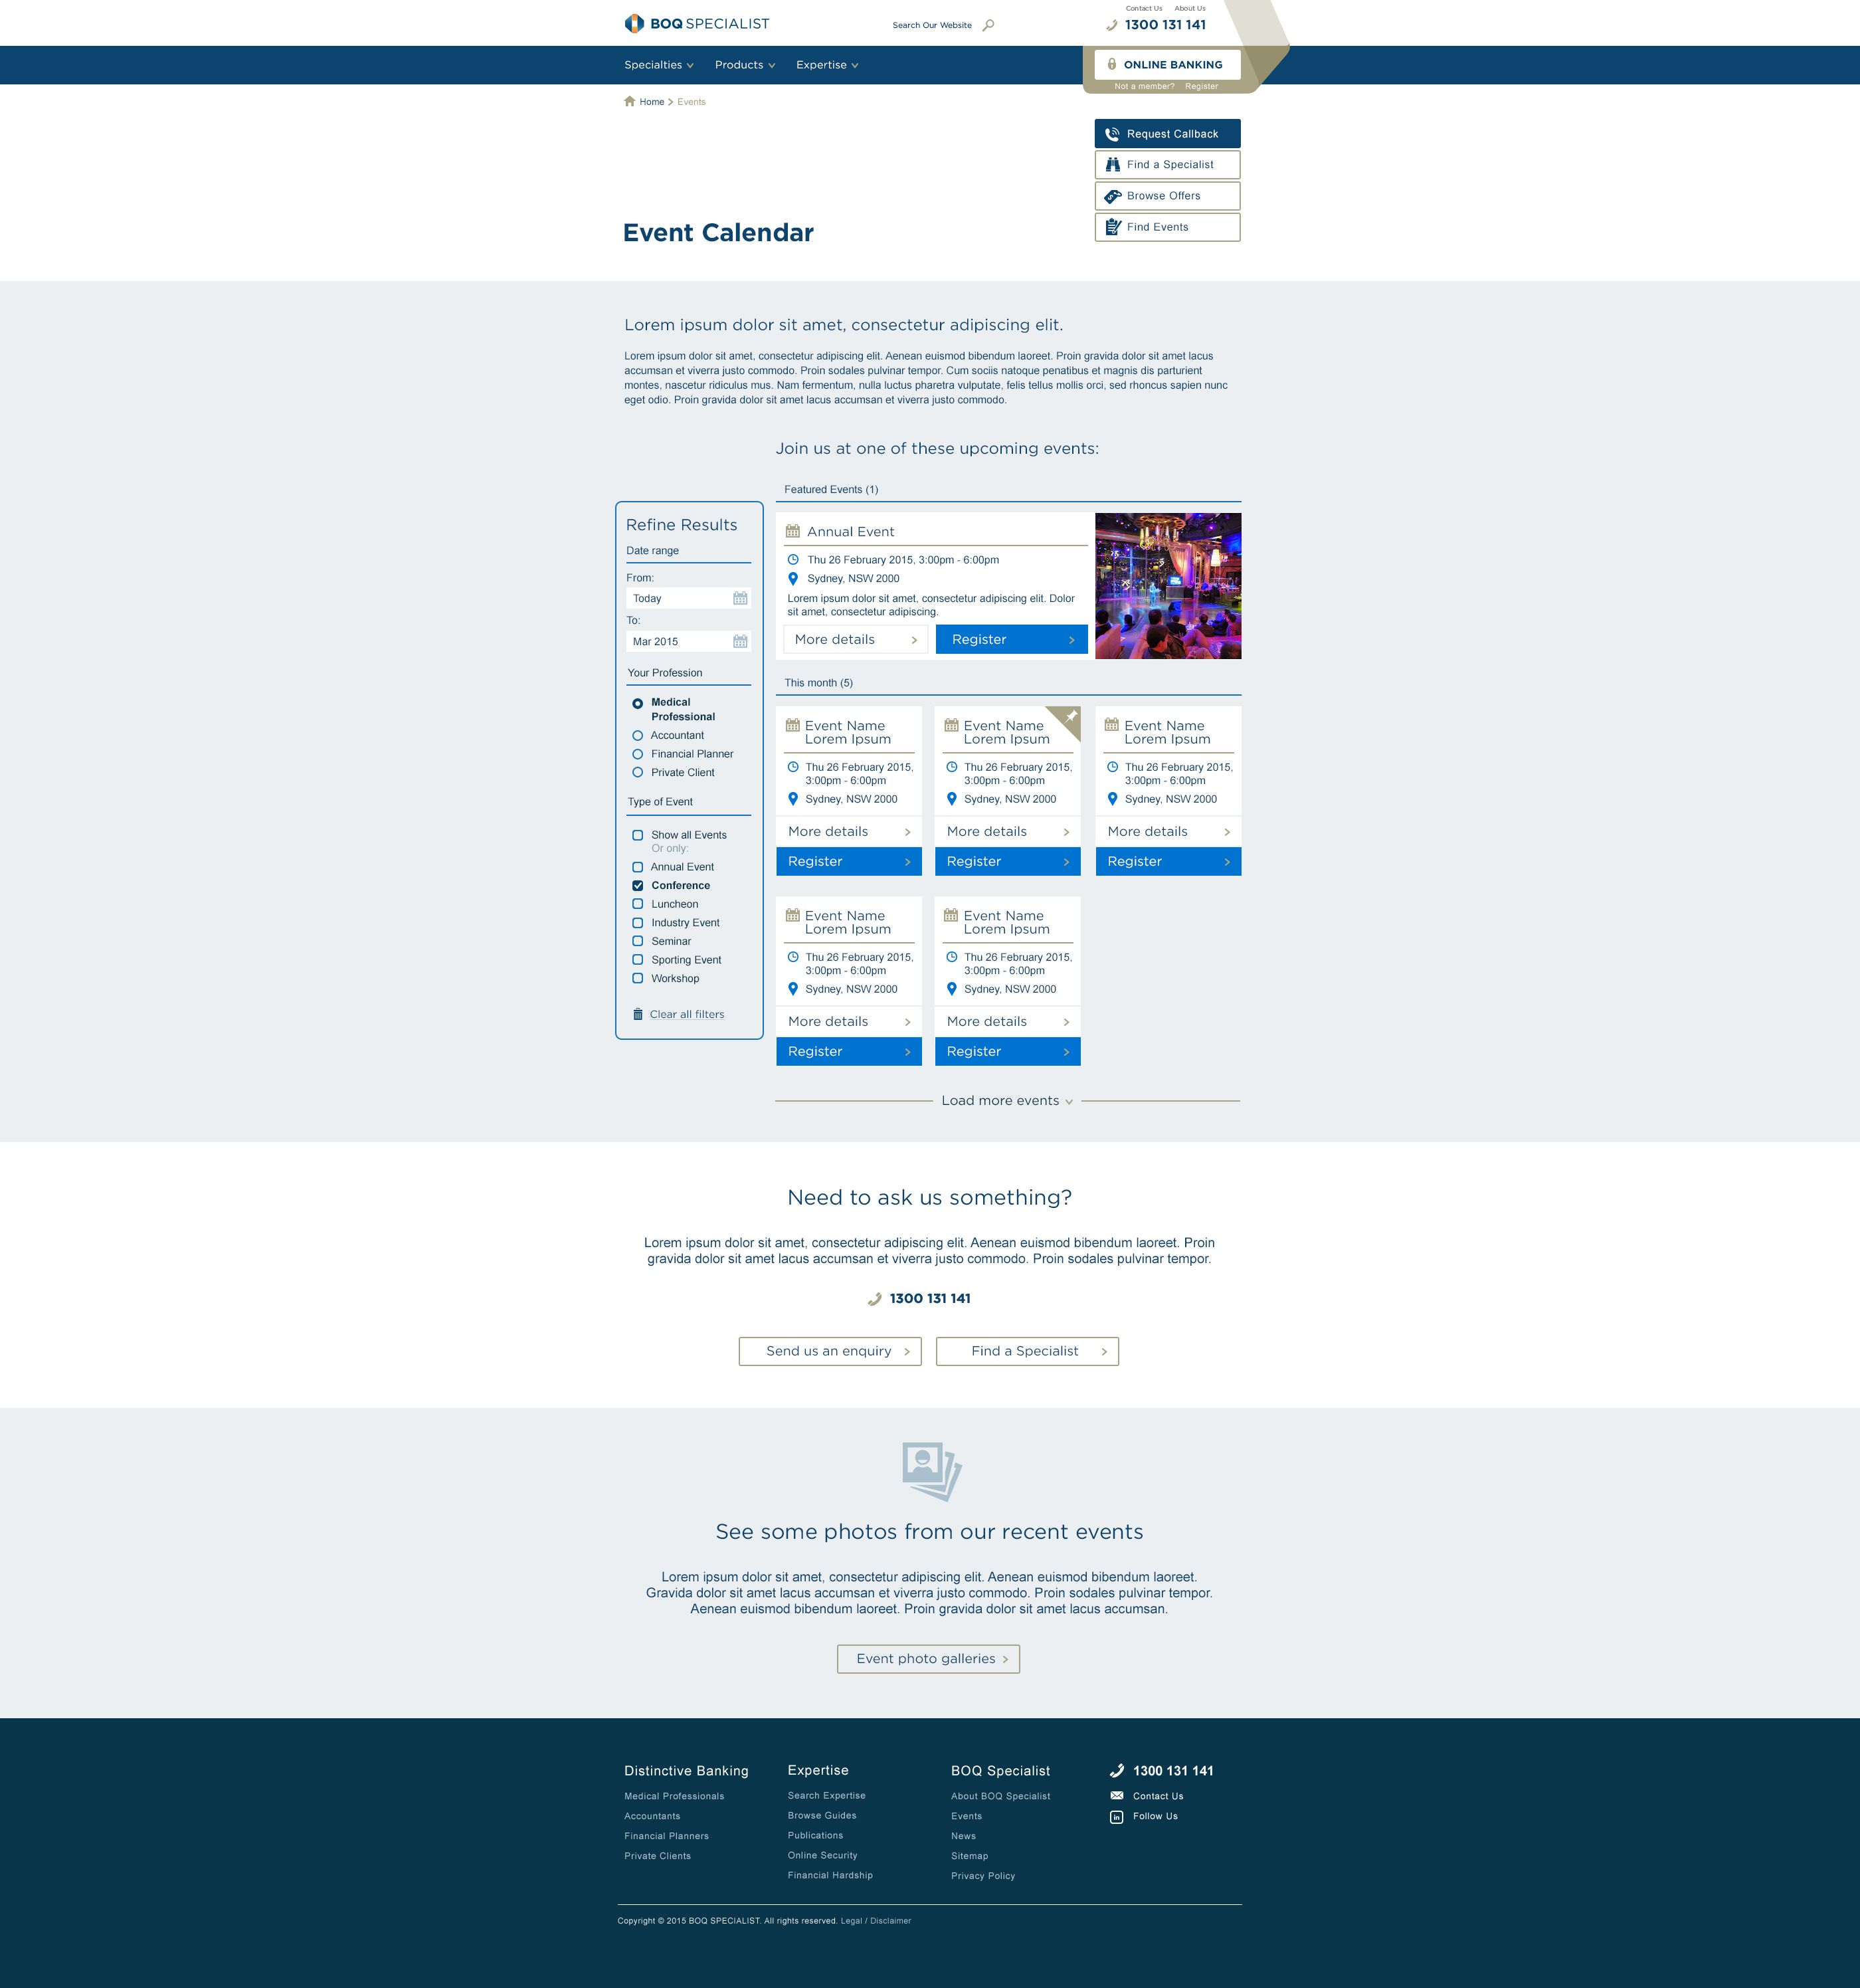 BOQ SPECIALIST
Search Our Website
Contact Us About Us
1300 131 141
Specialties Products Expertise
ONLINE BANKING
Not a member? Register
Home Events
Request Callback
Find a Specialist
Browse Offers
Find Events
Event Calendar
Lorem ipsum dolor sit amet, consectetur adipiscing elit.
Lorem ipsum dolor sit amet, consectetur adipiscing elit. Aenean euismod bibendum laoreet. Proin gravida dolor sit amet lacus
accumsan et viverra justo commodo. Proin sodales pulvinar tempor. Cum sociis natoque penatibus et magnis dis parturient
montes, nascetur ridiculus mus. Nam fermentum, nulla luctus pharetra vulputate, felis tellus mollis orci, sed rhoncus sapien nunc
eget odio. Proin gravida dolor sit amet lacus accumsan et viverra justo commodo.
Join us at one of these upcoming events:
Refine Results
Date range
From:
Today
To:
Mar 2015
Your Profession
Medical
Professional
Accountant
Financial Planner
Private Client
Type of Event
Show all Events
Or only:
Annual Event
Conference
Luncheon
Industry Event
Seminar
Sporting Event
Workshop
Clear all filters
Featured Events (1)
Annual Event
Thu 26 February 2015, 3:00pm - 6:00pm
Sydney, NSW 2000
Lorem ipsum dolor sit amet, consectetur adipiscing elit. Dolor
sit amet, consectetur adipiscing.
More details
Register
This month (5)
Event Name
Lorem Ipsum
Thu 26 February 2015,
3:00pm - 6:00pm
Sydney, NSW 2000
More details
Register
Event Name
Lorem Ipsum
Thu 26 February 2015,
3:00pm - 6:00pm
Sydney, NSW 2000
More details
Register
Event Name
Lorem Ipsum
Thu 26 February 2015,
3:00pm - 6:00pm
Sydney, NSW 2000
More details
Register
Event Name
Lorem Ipsum
Thu 26 February 2015,
3:00pm - 6:00pm
Sydney, NSW 2000
More details
Register
Event Name
Lorem Ipsum
Thu 26 February 2015,
3:00pm - 6:00pm
Sydney, NSW 2000
More details
Register
Load more events
Need to ask us something?
Lorem ipsum dolor sit amet, consectetur adipiscing elit. Aenean euismod bibendum laoreet. Proin
gravida dolor sit amet lacus accumsan et viverra justo commodo. Proin sodales pulvinar tempor.
1300 131 141
Send us an enquiry
Find a Specialist
See some photos from our recent events
Lorem ipsum dolor sit amet, consectetur adipiscing elit. Aenean euismod bibendum laoreet.
Gravida dolor sit amet lacus accumsan et viverra justo commodo. Proin sodales pulvinar tempor.
Aenean euismod bibendum laoreet. Proin gravida dolor sit amet lacus accumsan.
Event photo galleries
Distinctive Banking
Medical Professionals
Accountants
Financial Planners
Private Clients
Expertise
Search Expertise
Browse Guides
Publications
Online Security
Financial Hardship
BOQ Specialist
About BOQ Specialist
Events
News
Sitemap
Privacy Policy
1300 131 141
Contact Us
in
Follow Us
Copyright © 2015 BOQ SPECIALIST. All rights reserved. Legal / Disclaimer